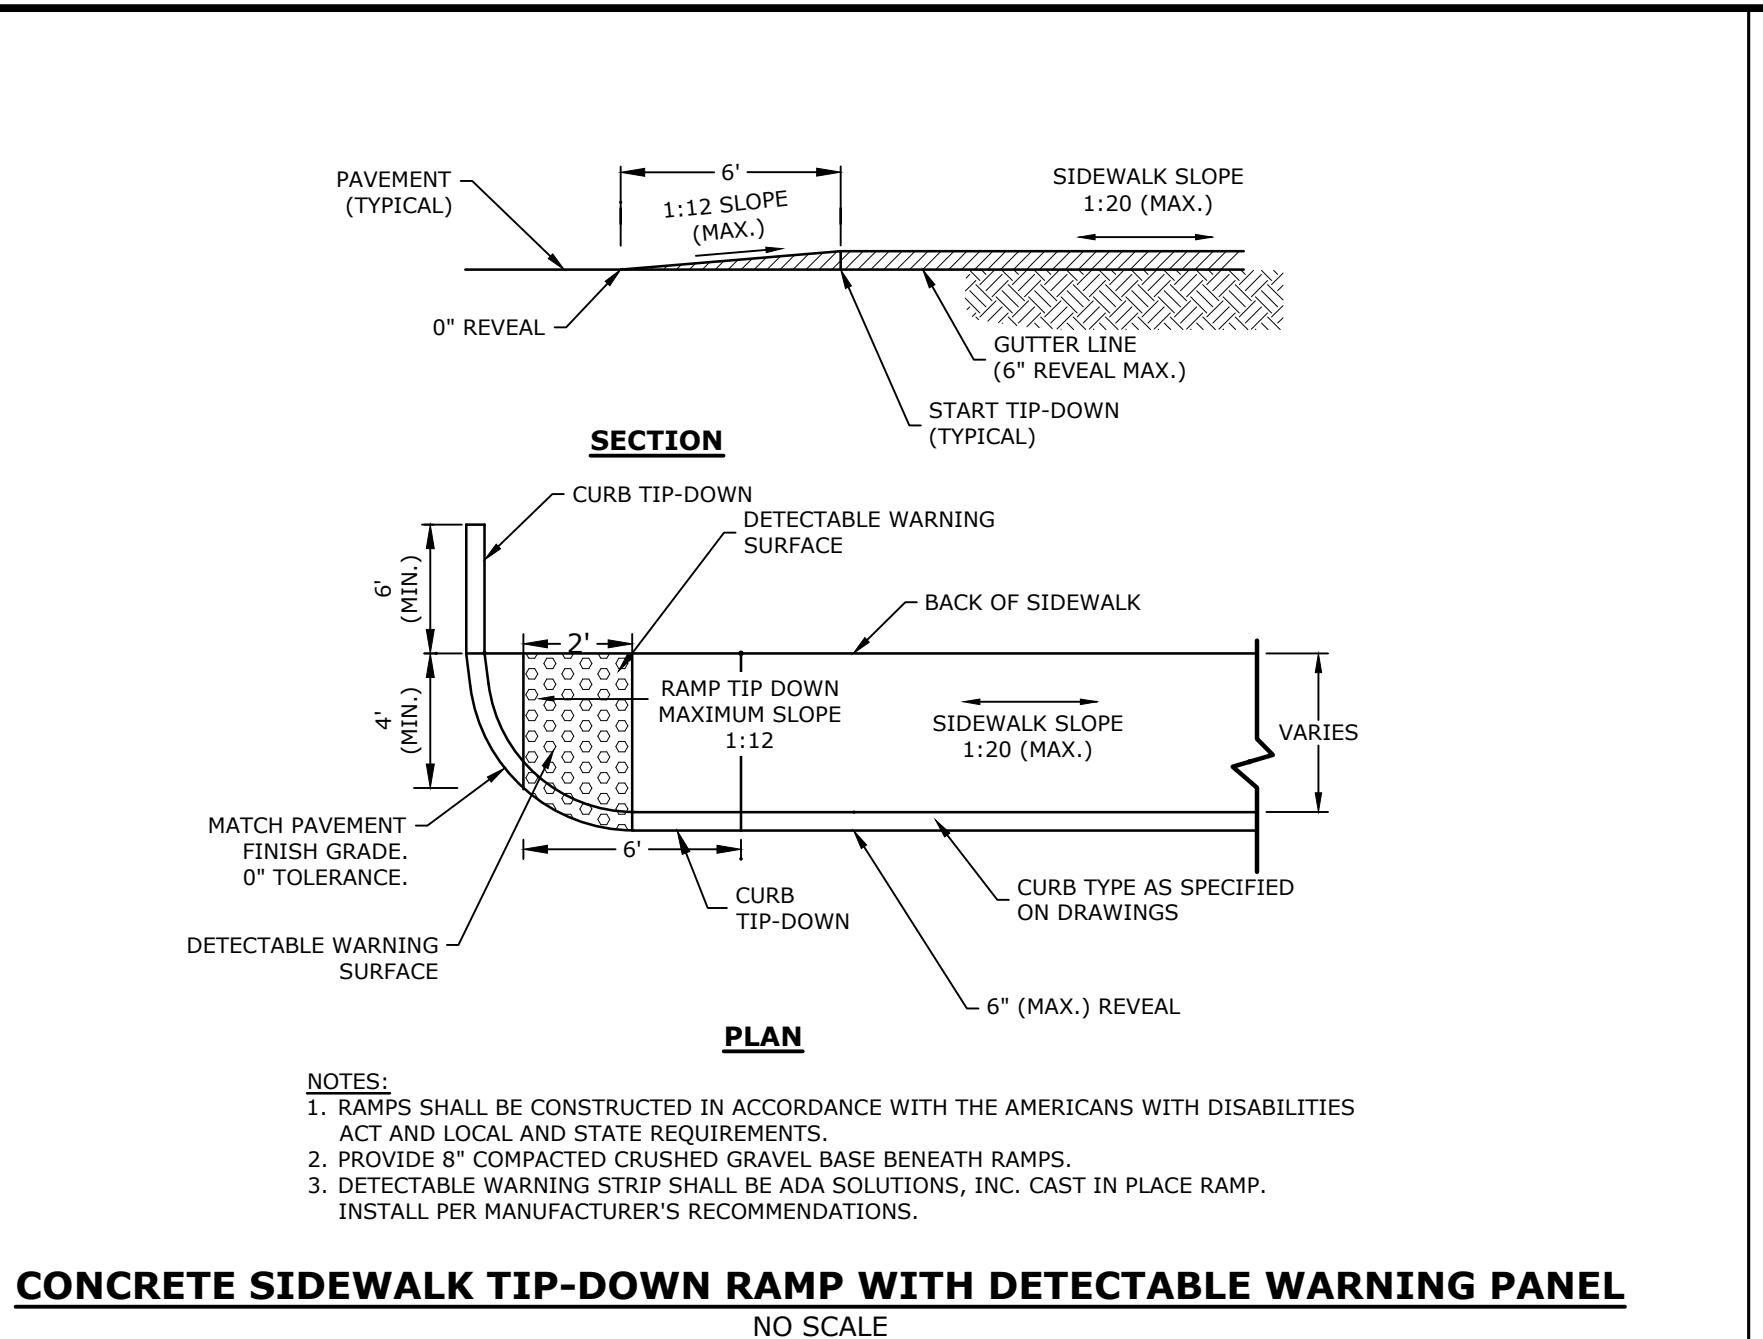 6'
PAVEMENT
(TYPICAL)
1:12 SLOPE
(MAX.)
SIDEWALK SLOPE
1:20 (MAX.)
0" REVEAL
GUTTER LINE
(6" REVEAL MAX.)
START TIP-DOWN
(TYPICAL)
SECTION
CURB TIP-DOWN
DETECTABLE WARNING
SURFACE
6'
(MIN.)
BACK OF SIDEWALK
2'
4'
(MIN.)
RAMP TIP DOWN
MAXIMUM SLOPE
1:12
SIDEWALK SLOPE
1:20 (MAX.)
VARIES
MATCH PAVEMENT
FINISH GRADE.
0" TOLERANCE.
6'
CURB
TIP-DOWN
CURB TYPE AS SPECIFIED
ON DRAWINGS
DETECTABLE WARNING
SURFACE
6" (MAX.) REVEAL
PLAN
NOTES:
1. RAMPS SHALL BE CONSTRUCTED IN ACCORDANCE WITH THE AMERICANS WITH DISABILITIES
ACT AND LOCAL AND STATE REQUIREMENTS.
2. PROVIDE 8" COMPACTED CRUSHED GRAVEL BASE BENEATH RAMPS.
3. DETECTABLE WARNING STRIP SHALL BE ADA SOLUTIONS, INC. CAST IN PLACE RAMP.
INSTALL PER MANUFACTURER'S RECOMMENDATIONS.
CONCRETE SIDEWALK TIP-DOWN RAMP WITH DETECTABLE WARNING PANEL
NO SCALE